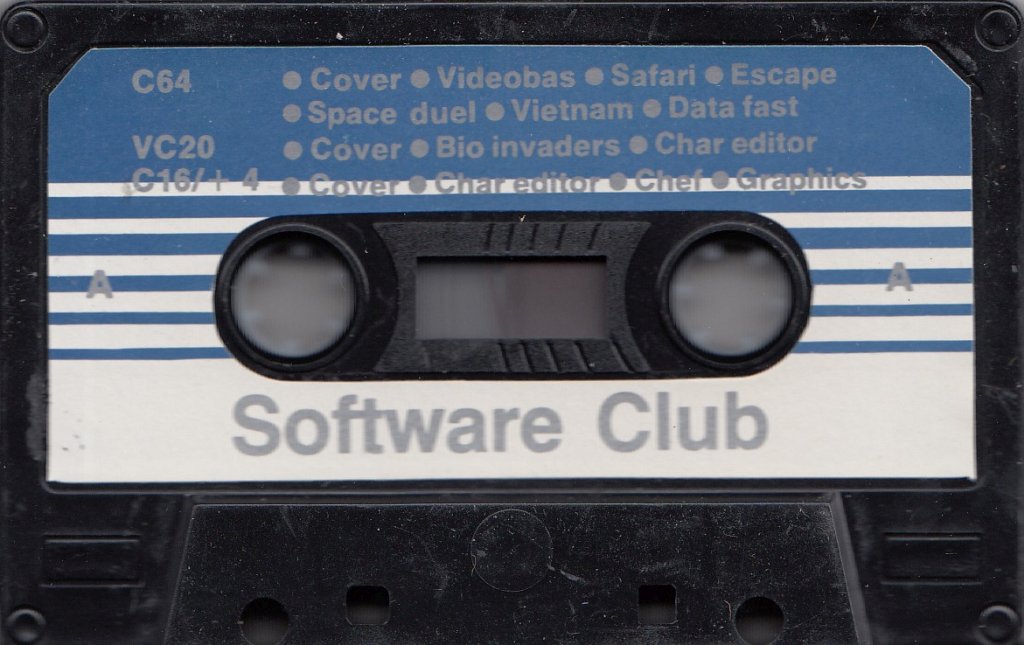 C64 ● Cover ● Videobas ● Safari ● Escape
● Space duel ● Vietnam ● Data fast
VC20 ● Cover ● Bio invaders ● Char editor
C16/+4 ● Cover ● Char editor ● Chef ● Graphics
A A
Software Club